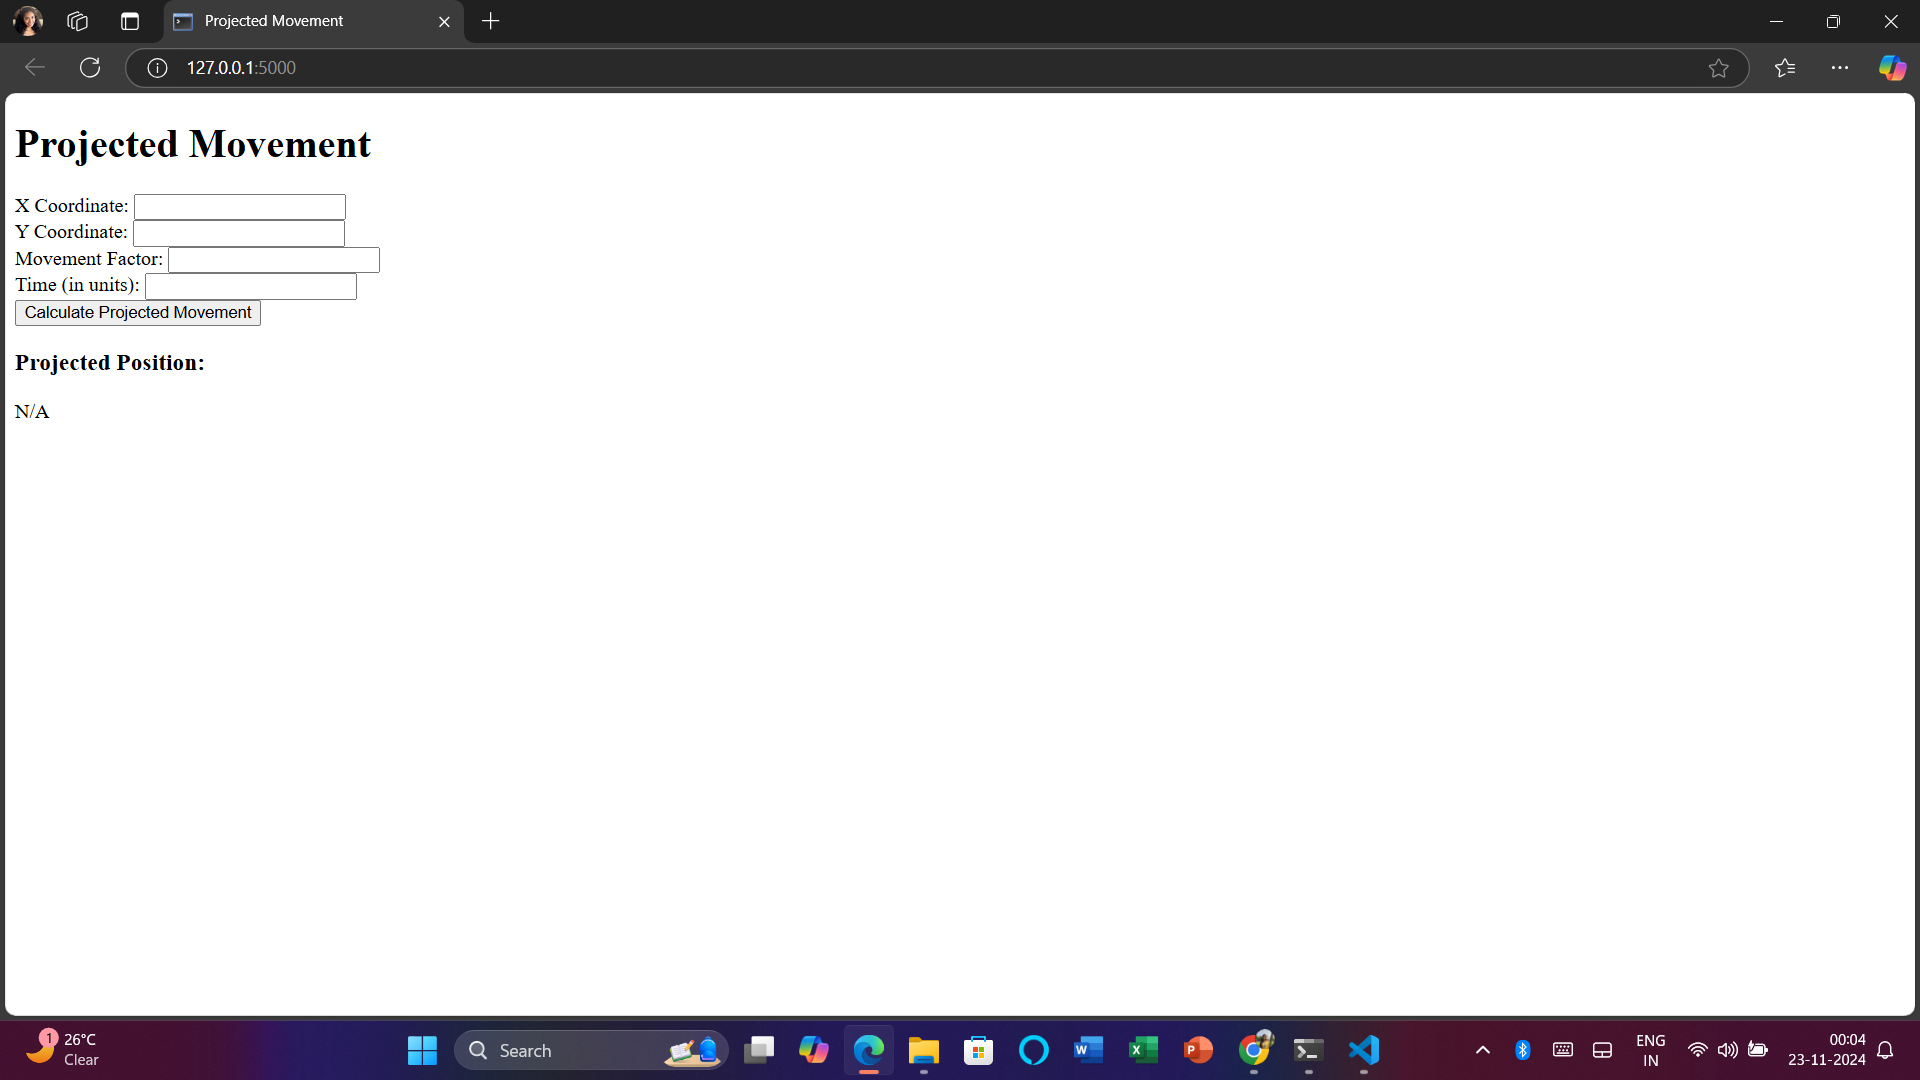 Projected Movement
127.0.0.1:5000
Projected Movement
X Coordinate:
Y Coordinate:
Movement Factor:
Time (in units):
Calculate Projected Movement
Projected Position:
N/A
1
26°C
Clear
Search
ENG
IN
00:04
23-11-2024